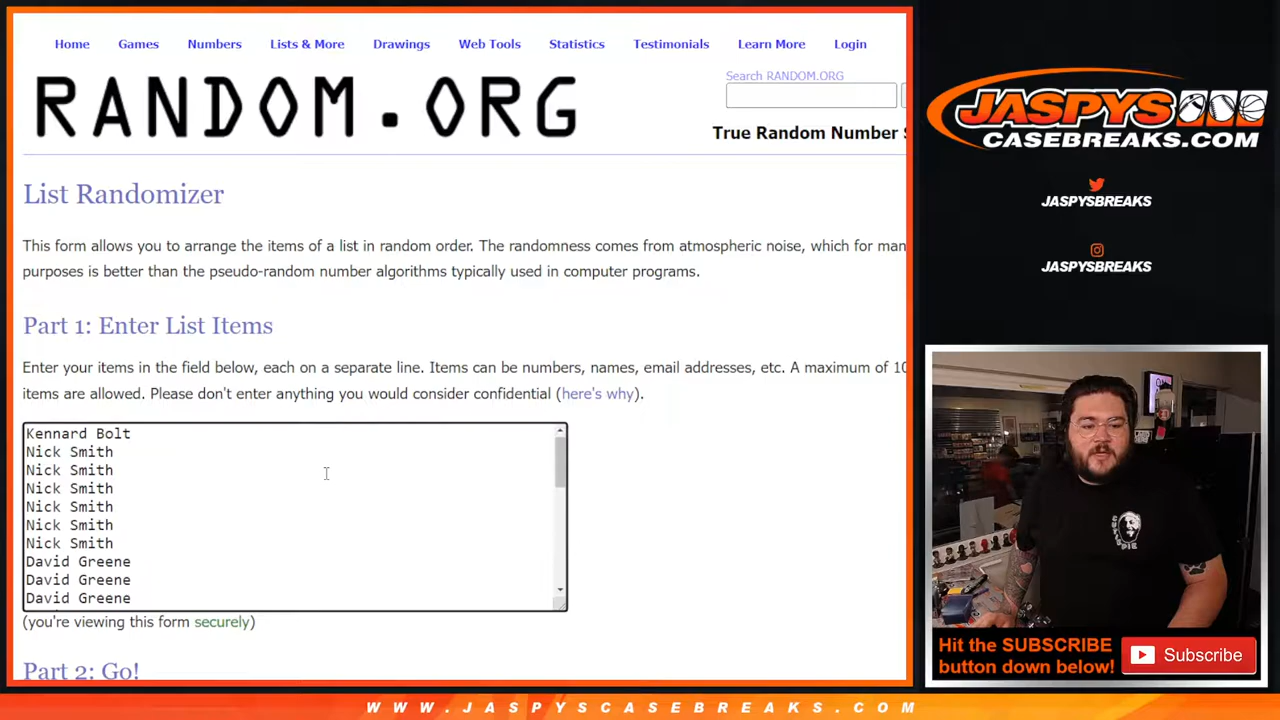 Home Games Numbers Lists & More Drawings Web Tools Statistics Testimonials Learn More Login
RANDOM.ORG
Search RANDOM.ORG
True Random Number
List Randomizer
This form allows you to arrange the items of a list in random order. The randomness comes from atmospheric noise, which for man
purposes is better than the pseudo-random number algorithms typically used in computer programs.
Part 1: Enter List Items
Enter your items in the field below, each on a separate line. Items can be numbers, names, email addresses, etc. A maximum of 10
items are allowed. Please don't enter anything you would consider confidential (here's why).
Kennard Bolt
Nick Smith
Nick Smith
Nick Smith
Nick Smith
Nick Smith
Nick Smith
David Greene
David Greene
David Greene
(you're viewing this form securely)
Part 2: Go!
JASPYS
CASEBREAKS.COM
JASPYSBREAKS
JASPYSBREAKS
CUTIE PIE
Hit the SUBSCRIBE
button down below!
Subscribe
WWW.JASPYSCASEBREAKS.COM